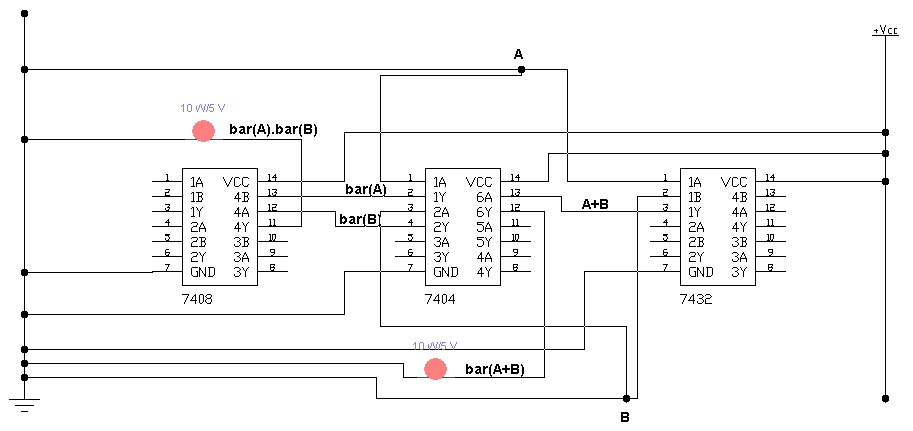 A
+Vcc
10 W/5 V
bar(A).bar(B)
1 1A VCC 14
2 1B 4B 13
3 1Y 4A 12
4 2A 4Y 11
5 2B 3B 10
6 2Y 3A 9
7 GND 3Y 8
7408
bar(A)
bar(B)
1 1A VCC 14
2 1Y 6A 13
3 2A 6Y 12
4 2Y 5A 11
5 3A 5Y 10
6 3Y 4A 9
7 GND 4Y 8
7404
A+B
1 1A VCC 14
2 1B 4B 13
3 1Y 4A 12
4 2A 4Y 11
5 2B 3B 10
6 2Y 3A 9
7 GND 3Y 8
7432
10 W/5 V
bar(A+B)
B